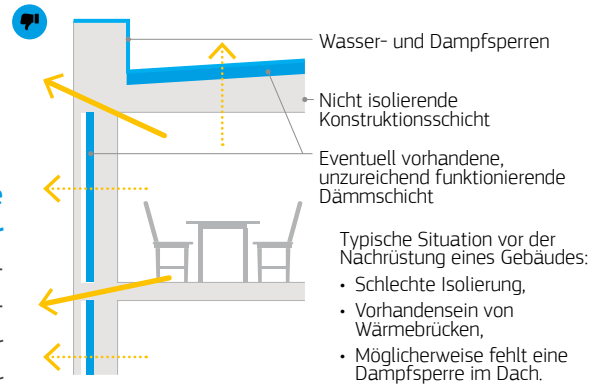 Wasser- und Dampfsperren
Nicht isolierende
Konstruktionsschicht
Eventuell vorhandene,
unzureichend funktionierende
Dämmschicht
Typische Situation vor der
Nachrüstung eines Gebäudes:
• Schlechte Isolierung,
• Vorhandensein von
Wärmebrücken,
• Möglicherweise fehlt eine
Dampfsperre im Dach.